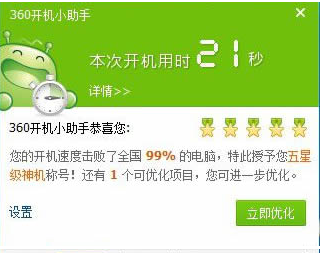 360开机小助手
本次开机用时 21 秒
详情>>
360开机小助手恭喜您:
您的开机速度击败了全国 99% 的电脑，特此授予您五星
级神机称号！还有 1 个可优化项目，您可进一步优化。
设置
立即优化